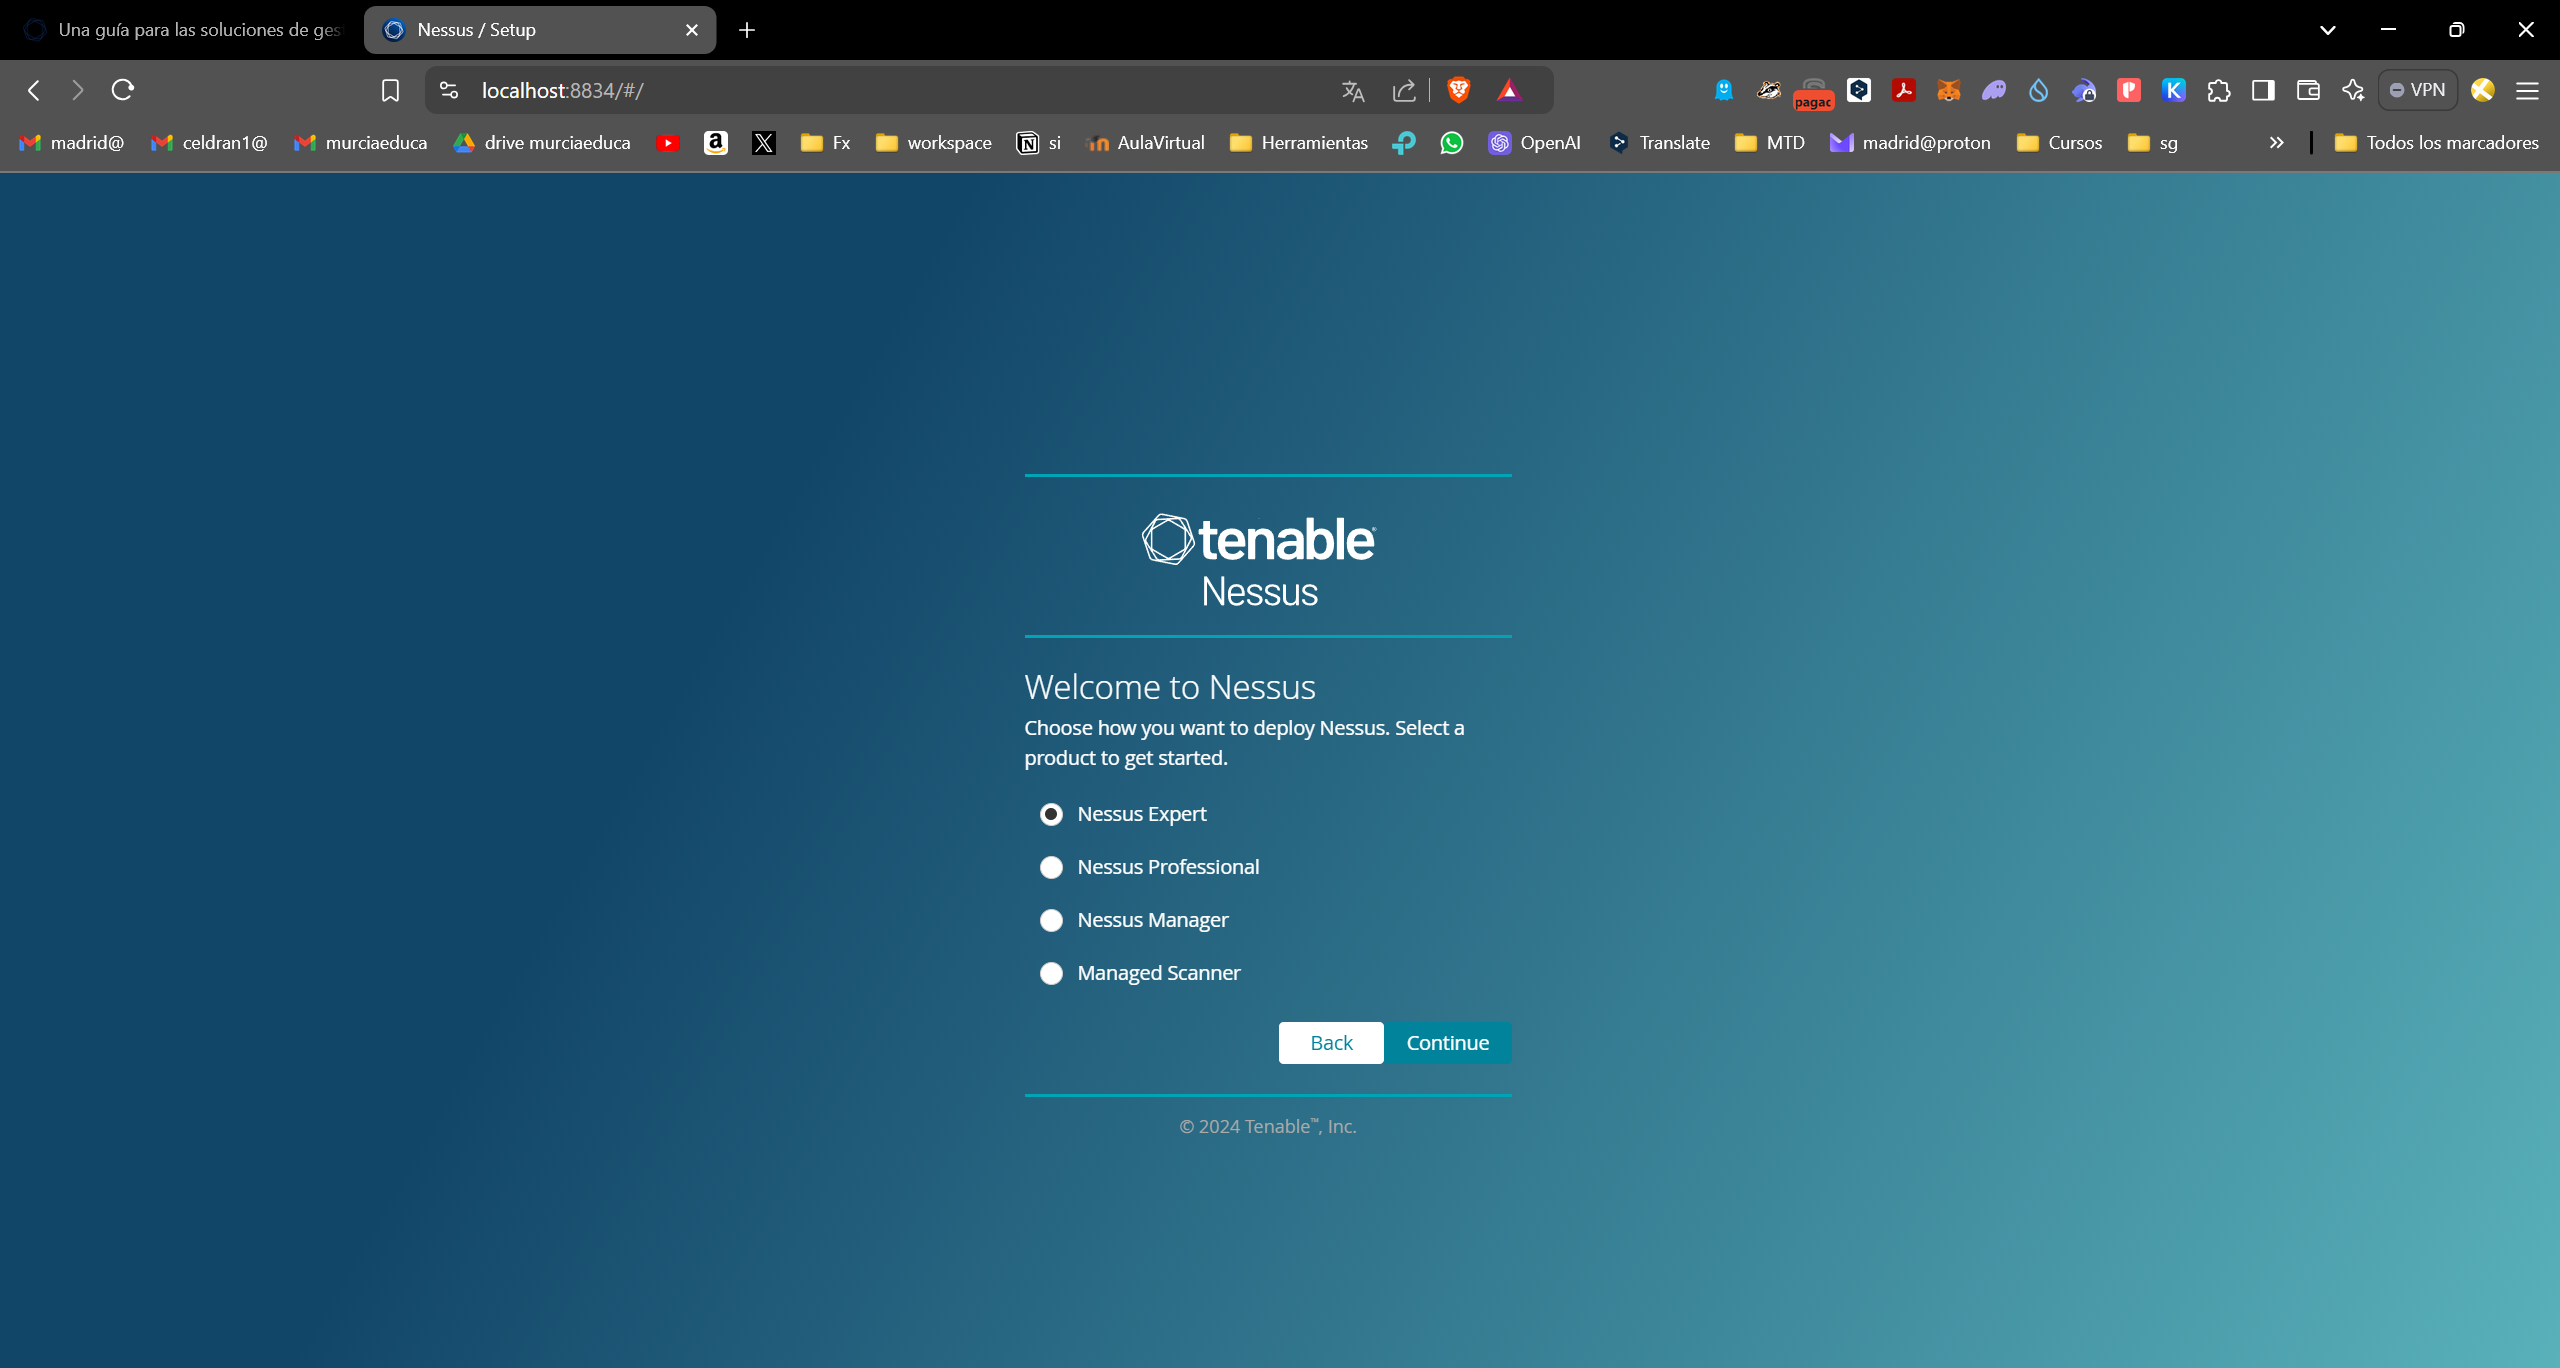 Una guía para las soluciones de ges
Nessus / Setup
localhost:8834/#/
pagac
VPN
madrid@
celdran1@
murciaeduca
drive murciaeduca
Fx
workspace
si
AulaVirtual
Herramientas
OpenAI
Translate
MTD
madrid@proton
Cursos
sg
Todos los marcadores
tenable
Nessus
Welcome to Nessus
Choose how you want to deploy Nessus. Select a
product to get started.
Nessus Expert
Nessus Professional
Nessus Manager
Managed Scanner
Back
Continue
© 2024 Tenable™, Inc.